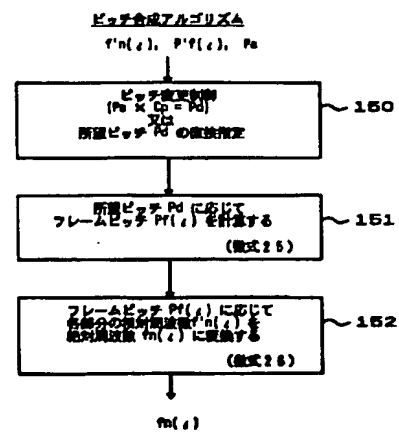 ピッチ合成アルゴリズム
f'n(ℓ), P'f(ℓ), Pa
ピッチ変更制御
(Pa × Cp = Pd)
又は
所望ピッチ Pd の直接指定
150
所望ピッチ Pd に応じて
フレームピッチ Pf(ℓ) を計算する
(数式25)
151
フレームピッチ Pf(ℓ) に応じて
各部分の相対周波数f'n(ℓ) を
絶対周波数 fn(ℓ) に変換する
(数式26)
152
fn(ℓ)